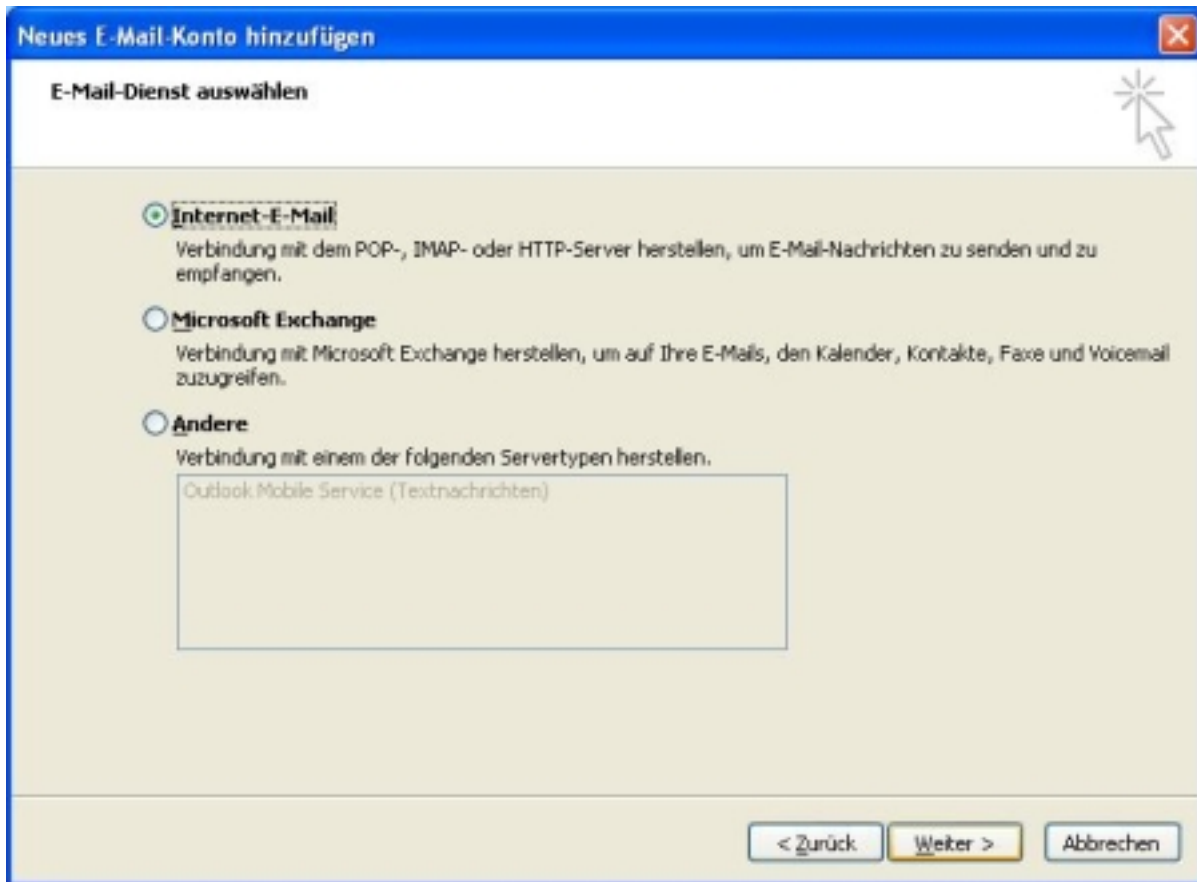 Neues E-Mail-Konto hinzufügen
E-Mail-Dienst auswählen
Internet-E-Mail
Verbindung mit dem POP-, IMAP- oder HTTP-Server herstellen, um E-Mail-Nachrichten zu senden und zu
empfangen.
Microsoft Exchange
Verbindung mit Microsoft Exchange herstellen, um auf Ihre E-Mails, den Kalender, Kontakte, Faxe und Voicemail
zuzugreifen.
Andere
Verbindung mit einem der folgenden Servertypen herstellen.
Outlook Mobile Service (Textnachrichten)
< Zurück
Weiter >
Abbrechen